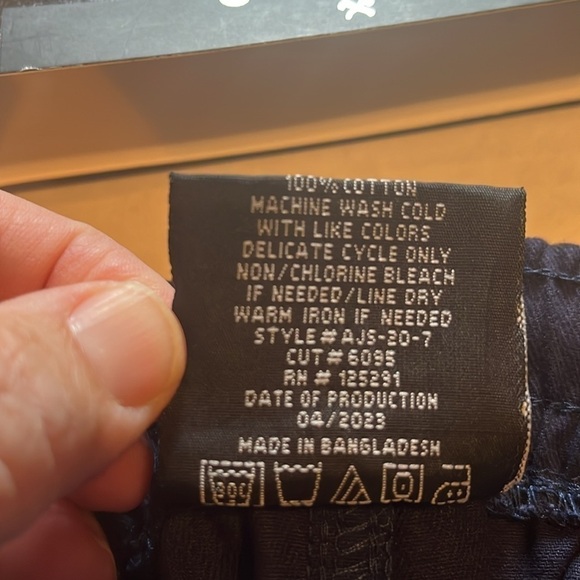 100% COTTON
MACHINE WASH COLD
WITH LIKE COLORS
DELICATE CYCLE ONLY
NON/CHLORINE BLEACH
IF NEEDED/LINE DRY
WARM IRON IF NEEDED
STYLE # AJS-20-7
CUT # 6095
RN # 125291
DATE OF PRODUCTION
04/2023
MADE IN BANGLADESH